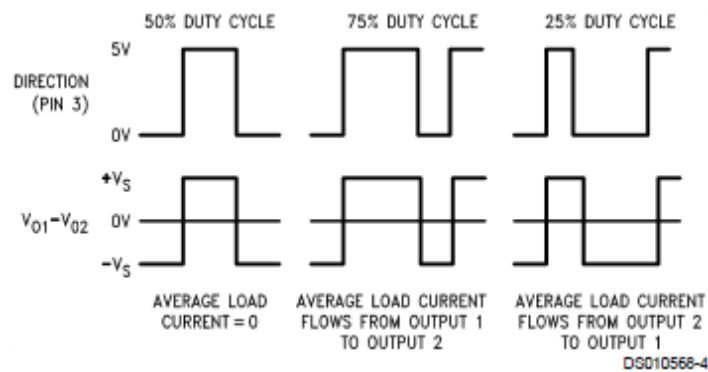 50% DUTY CYCLE 75% DUTY CYCLE 25% DUTY CYCLE
5V
DIRECTION
(PIN 3)
0V
+VS
VO1−VO2 0V
−VS
AVERAGE LOAD
CURRENT = 0
AVERAGE LOAD CURRENT
FLOWS FROM OUTPUT 1
TO OUTPUT 2
AVERAGE LOAD CURRENT
FLOWS FROM OUTPUT 2
TO OUTPUT 1
DS010568-4